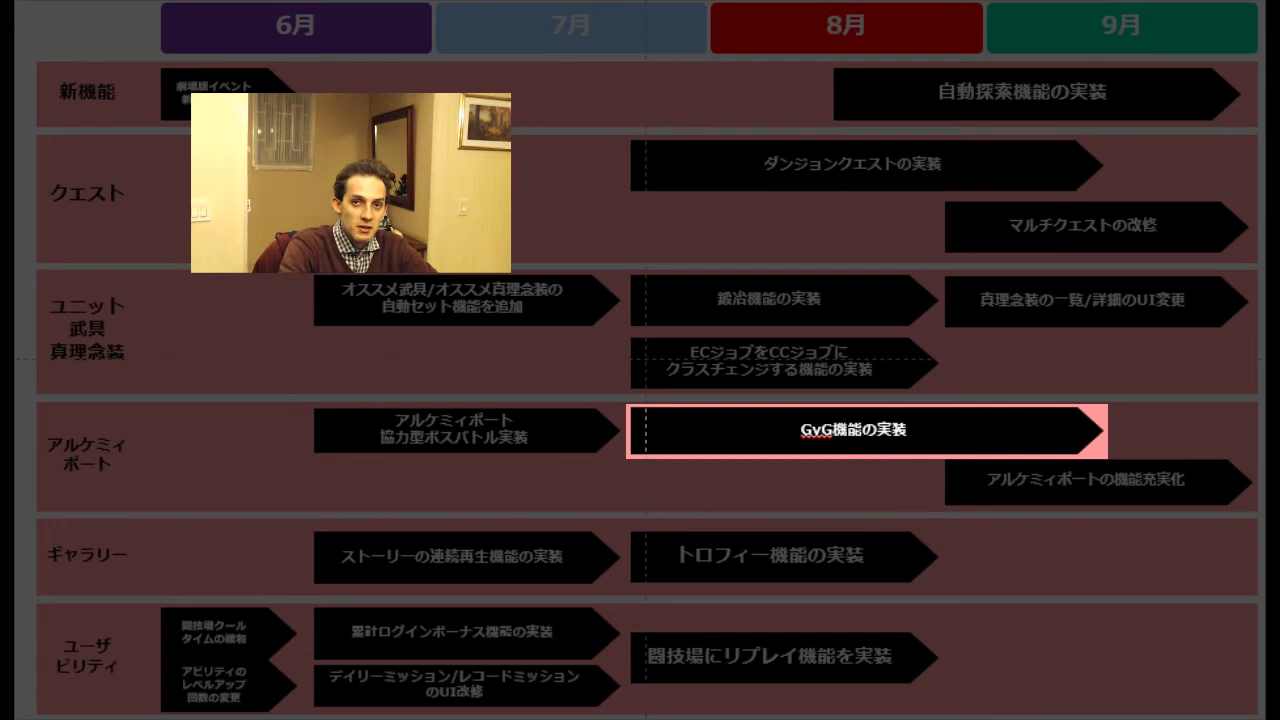 6月
7月
8月
9月
新機能
劇場版イベント
自動探索機能の実装
クエスト
ダンジョンクエストの実装
マルチクエストの改修
ユニット
武具
真理念装
オススメ武具/オススメ真理念装の
自動セット機能を追加
鍛冶機能の実装
真理念装の一覧/詳細のUI変更
ECジョブをCCジョブに
クラスチェンジする機能の実装
アルケミィ
ポート
アルケミィポート
協力型ボスバトル実装
GvG機能の実装
アルケミィポートの機能充実化
ギャラリー
ストーリーの連続再生機能の実装
トロフィー機能の実装
ユーザ
ビリティ
闘技場クール
タイムの緩和
アビリティの
レベルアップ
回数の変更
累計ログインボーナス機能の実装
デイリーミッション/レコードミッション
のUI改修
闘技場にリプレイ機能を実装